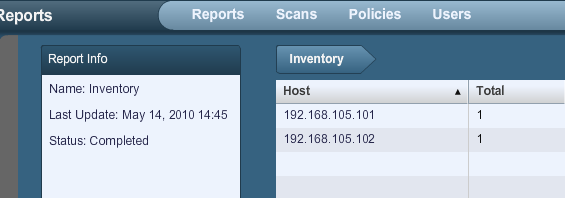 Reports
Reports Scans Policies Users
Report Info
Name: Inventory
Last Update: May 14, 2010 14:45
Status: Completed
Inventory
Host ▲ Total
192.168.105.101 1
192.168.105.102 1